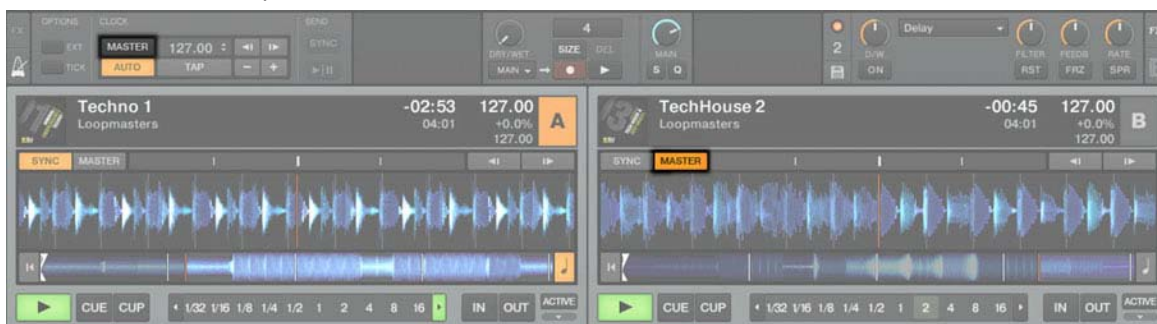 FX OPTIONS CLOCK SEND
EXT MASTER 127.00 SYNC
TICK AUTO TAP - +
DRY/WET 4 MAIN
SIZE DEL
MAIN S Q
2 D/W Delay FILTER FEEDB RATE
ON RST FRZ SPR
Techno 1 -02:53 127.00 A
Loopmasters 04:01 +0.0%
127.00
SYNC MASTER
CUE CUP 1/32 1/16 1/8 1/4 1/2 1 2 4 8 16 IN OUT ACTIVE
TechHouse 2 -00:45 127.00 B
Loopmasters 04:01 +0.0%
127.00
SYNC MASTER
CUE CUP 1/32 1/16 1/8 1/4 1/2 1 2 4 8 16 IN OUT ACTIVE